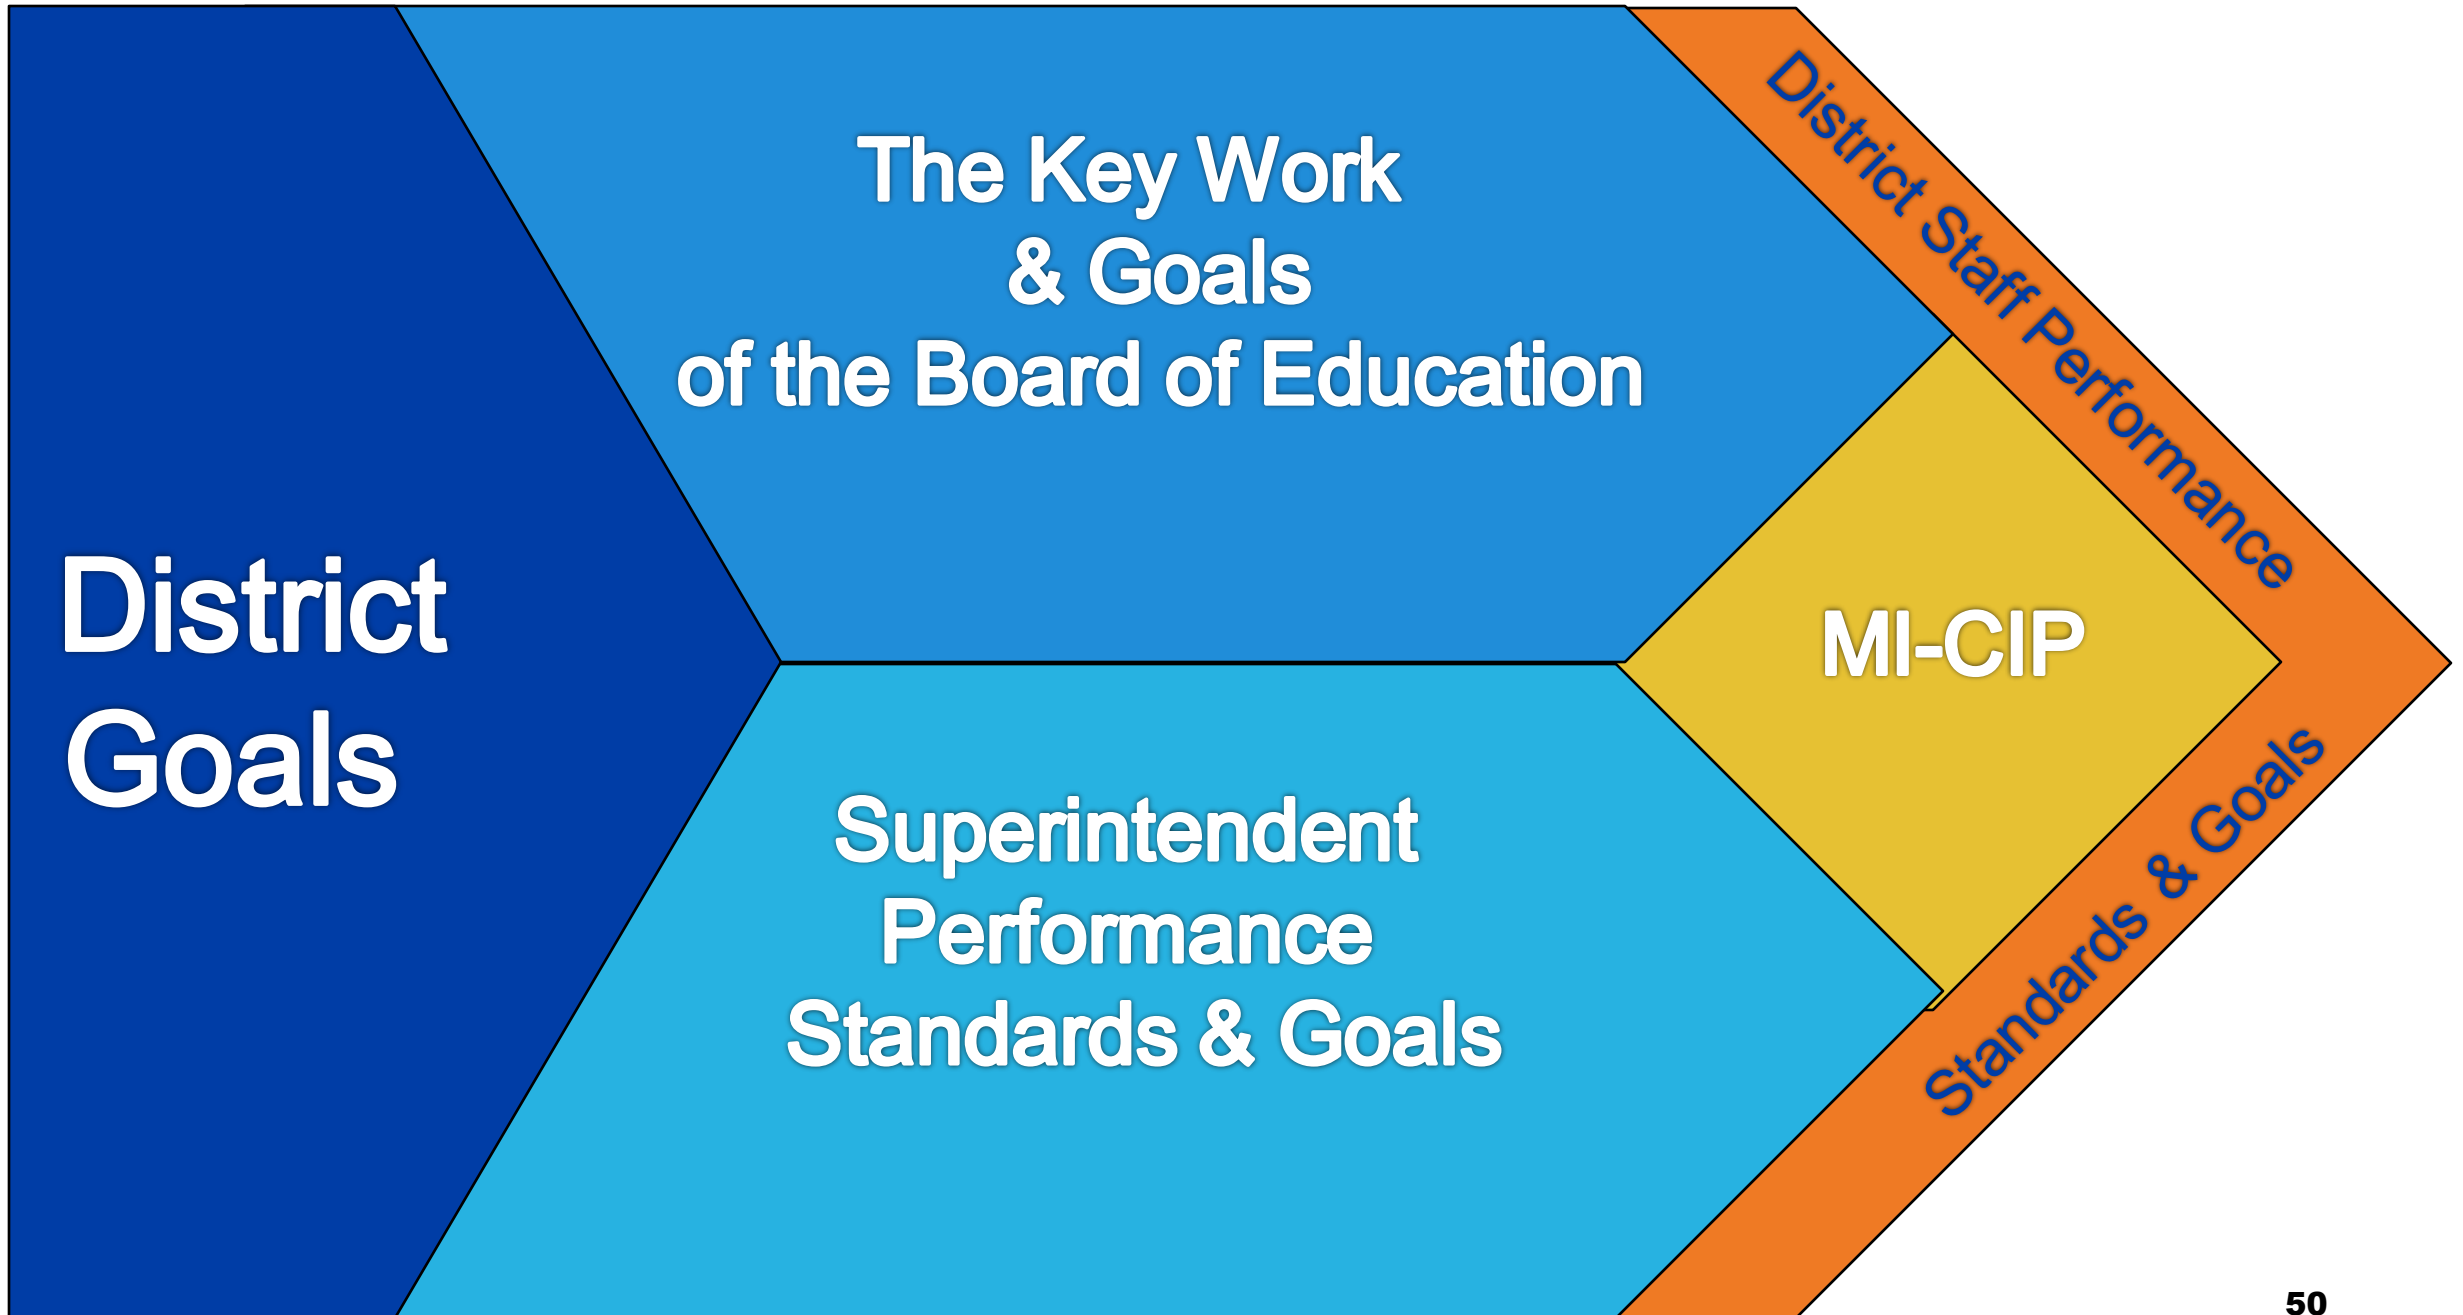 District
Goals
The Key Work
& Goals
of the Board of Education
Superintendent
Performance
Standards & Goals
MI-CIP
District Staff Performance
Standards & Goals
50